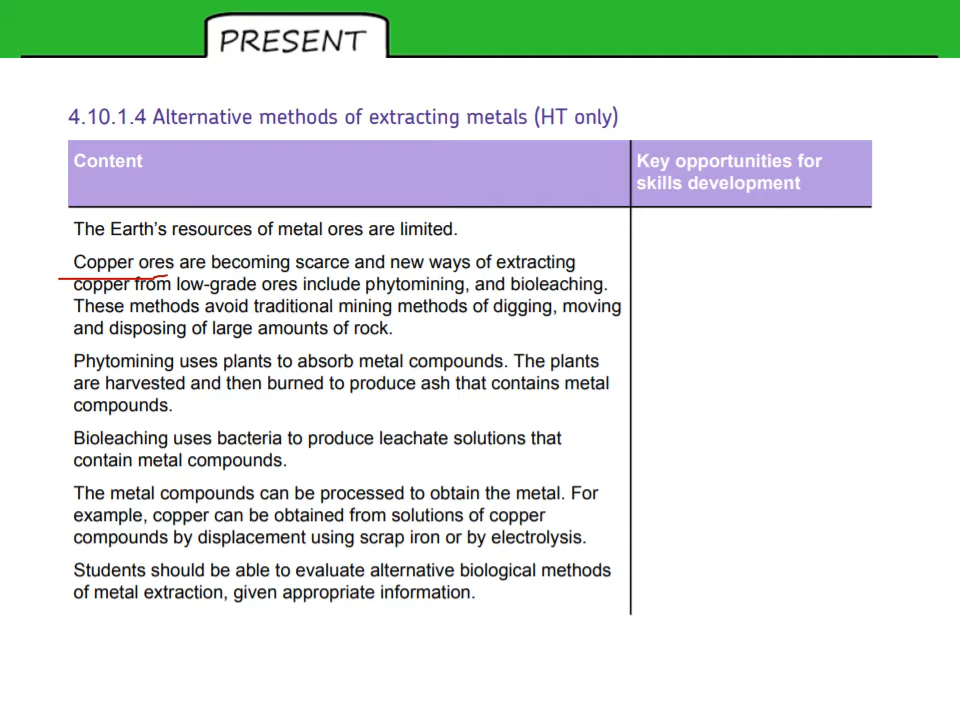 PRESENT
4.10.1.4 Alternative methods of extracting metals (HT only)
Content
Key opportunities for
skills development
The Earth's resources of metal ores are limited.
Copper ores are becoming scarce and new ways of extracting
copper from low-grade ores include phytomining, and bioleaching.
These methods avoid traditional mining methods of digging, moving
and disposing of large amounts of rock.
Phytomining uses plants to absorb metal compounds. The plants
are harvested and then burned to produce ash that contains metal
compounds.
Bioleaching uses bacteria to produce leachate solutions that
contain metal compounds.
The metal compounds can be processed to obtain the metal. For
example, copper can be obtained from solutions of copper
compounds by displacement using scrap iron or by electrolysis.
Students should be able to evaluate alternative biological methods
of metal extraction, given appropriate information.